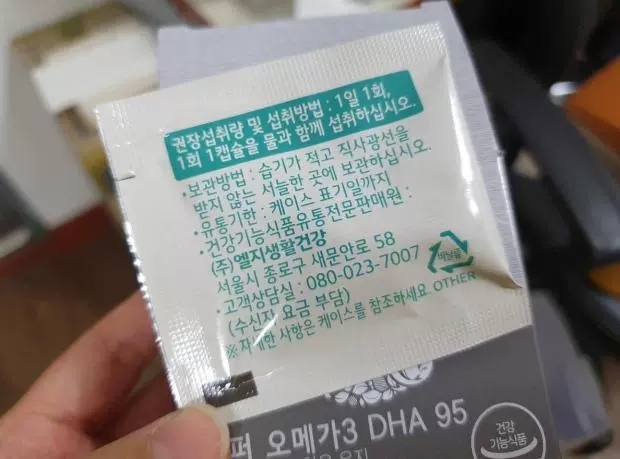 권장섭취량 및 섭취방법 : 1일 1회,
1회 1캡슐을 물과 함께 섭취하십시오.
•보관방법 : 습기가 적고 직사광선을
받지 않는 서늘한 곳에 보관하십시오.
•유통기한 : 케이스 표기일까지
•건강기능식품유통전문판매원 :
(주)엘지생활건강
서울시 종로구 새문안로 58
•고객상담실 : 080-023-7007
(수신자 요금 부담)
※자세한 사항은 케이스를 참조하세요.
비닐류
OTHER
퍼 오메가3 DHA 95
건강
기능식품